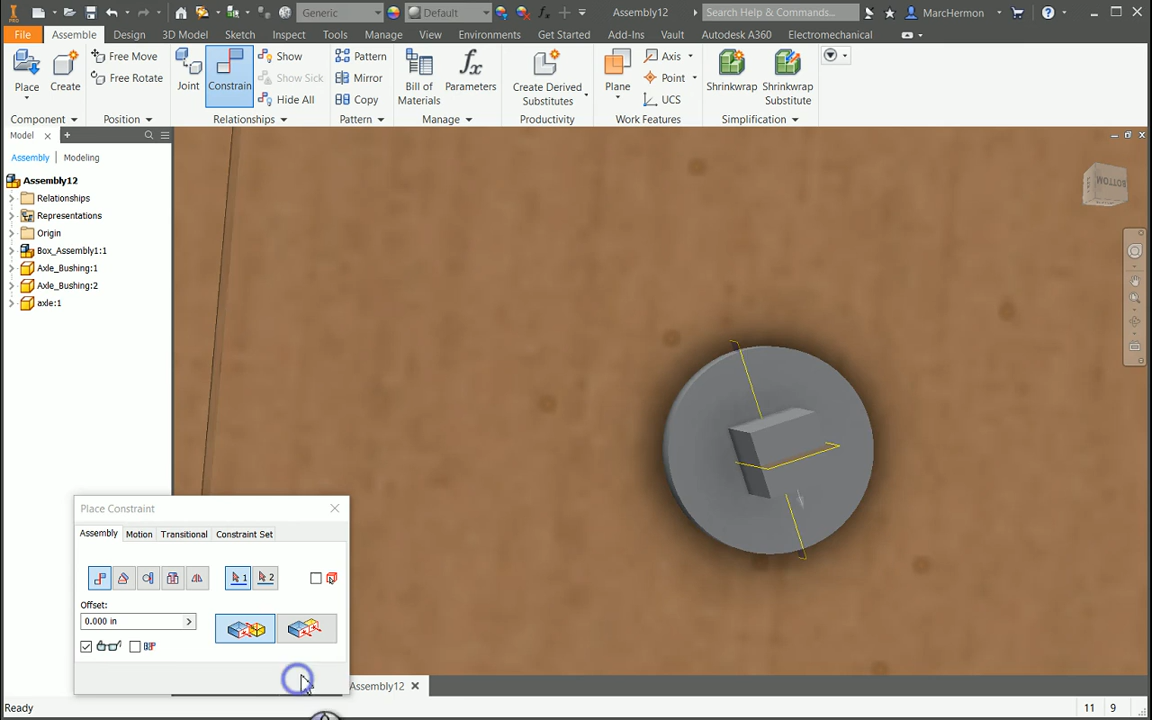 PRO
Generic
Default
Assembly12
Search Help & Commands...
MarcHermon
File
Assemble
Design
3D Model
Sketch
Inspect
Tools
Manage
View
Environments
Get Started
Add-Ins
Vault
Autodesk A360
Electromechanical
Place
Create
Free Move
Free Rotate
Joint
Constrain
Show
Show Sick
Hide All
Pattern
Mirror
Copy
Bill of Materials
Parameters
Create Derived Substitutes
Plane
Axis
Point
UCS
Shrinkwrap
Shrinkwrap Substitute
Component
Position
Relationships
Pattern
Manage
Productivity
Work Features
Simplification
Model
Assembly
Modeling
Assembly12
Relationships
Representations
Origin
Box_Assembly1:1
Axle_Bushing:1
Axle_Bushing:2
axle:1
BOTTOM
Place Constraint
Assembly
Motion
Transitional
Constraint Set
1
2
Offset:
0.000 in
Assembly12
Ready
11
9